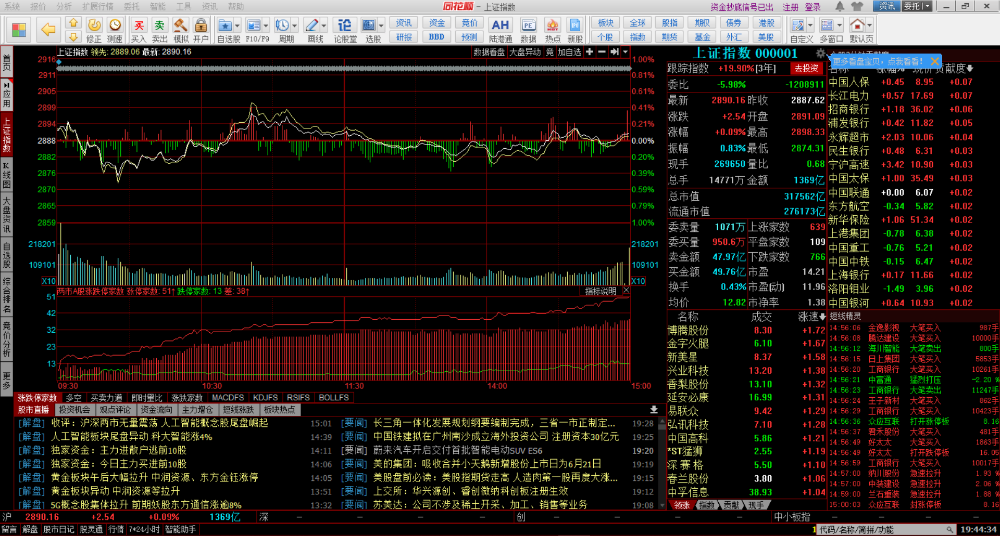 系统 报价 分析 扩展行情 委托 智能 工具 资讯 帮助
同花顺 - 上证指数
资金抄底信号已出 注册 登录 资讯 委托
修正 测速 买入 卖出 模拟 开户 自选股 F10/F9 周期 画线 论股堂 选股
买 卖 论
资讯 资金 竞价 AH PE HOT IPO 板块 全球 股指 期权 债券 港股
研报 BBD 预测 陆港通 数据 热点 新股 个股 指数 期货 基金 外汇 美股 自定义 多窗口 默认页
首页
应用
上证指数
K线图
大盘资讯
自选股
综合排名
竞价分析
更多
上证指数 领先: 2889.06 最新: 2890.16
数据看盘 大盘异动 竞 加自选
2916 1.00%
2911 0.81%
2905 0.61%
2899 0.41%
2894 0.21%
2888 0.00%
2882 0.20%
2876 0.39%
2870 0.59%
2865 0.79%
2859 1.00%
218201 218201
109101 109101
X10 X10
两市A股涨跌停家数 涨停家数: 51↑ 跌停家数: 13 差: 38↑ 指标说明
51
42
32
23
13
09:30 10:30 11:30 14:00 15:00
涨跌停家数 多空 买卖力道 即时量比 涨跌家数 MACDFS KDJFS RSIFS BOLLFS
股市直播 投资机会 观点评论 资金流向 主力增仓 短线涨跌 板块热点
[解盘] 收评：沪深两市无量震荡 人工智能概念股尾盘崛起 15:01
[解盘] 人工智能板块尾盘异动 科大智能涨4% 14:39
[解盘] 独家资金：主力进散户逃前10股 14:11
[解盘] 独家资金：今日主力买进前10股 14:06
[解盘] 黄金板块午后大幅拉升 中润资源、东方金钰涨停 14:05
[解盘] 黄金板块异动 中润资源等拉升 13:51
[解盘] 5G概念股集体拉升 前期妖股东方通信涨逾8% 13:32
[要闻] 长三角一体化发展规划纲要编制完成，三省一市正制定... 19:28
[要闻] 中国铁建拟在广州南沙成立海外投资公司 注册资本30亿元 19:25
[要闻] 蔚来汽车开启交付首批智能电动SUV ES6 19:20
[要闻] 美的集团：吸收合并小天鹅新增股份上市日为6月21日 19:19
[要闻] 美股盘前必读：美股指期货走高 人造肉第一股再度大涨... 19:15
[要闻] 上交所：华兴源创、睿创微纳科创板注册生效 19:12
[要闻] 苏美达：公司不涉及稀土开采、加工、销售等业务 19:08
上证指数 000001
跟踪指数 +19.90%[3年] 去投资
委比 -5.98% -1208911
最新 2890.16 昨收 2887.62
涨跌 +2.54 开盘 2891.09
涨幅 +0.09% 最高 2898.33
振幅 0.83% 最低 2874.31
现手 269650 量比 0.68
总手 14771万 金额 1369亿
总市值 317562亿
流通市值 276173亿
委卖量 1071万 上涨家数 639
委买量 950.6万 平盘家数 109
卖金额 47.97亿 下跌家数 766
买金额 49.76亿 市盈 14.21
换手 0.43% 市盈(动) 11.96
均价 12.82 市净率 1.38
名称 成交 涨速
博腾股份 8.30 +1.72
金字火腿 6.10 +1.67
新美星 8.37 +1.58
兴业科技 13.20 +1.38
香梨股份 13.10 +1.32
延安必康 16.99 +1.31
易联众 9.42 +1.29
弘讯科技 7.10 +1.28
中国高科 5.86 +1.21
*ST猛狮 2.55 +1.19
深 赛 格 5.50 +1.10
春兰股份 3.80 +1.06
中孚信息 38.93 +1.04
领涨 指数 贡献 现手
更多看盘宝贝，点我看看！
名称 涨幅% 现价 贡献度
中国人保 +0.45 8.95 +0.07
长江电力 +0.57 17.69 +0.07
招商银行 +1.18 36.02 +0.06
浦发银行 +0.42 11.82 +0.05
永辉超市 +2.03 10.06 +0.04
民生银行 +0.48 6.31 +0.03
宁沪高速 +3.42 10.90 +0.03
中国太保 +1.00 35.49 +0.03
中国联通 +0.00 6.07 +0.02
东方航空 -0.34 5.82 +0.02
新华保险 +1.06 51.34 +0.02
上港集团 -0.78 6.38 +0.02
中国重工 -0.76 5.21 +0.02
中国中铁 -0.15 6.47 +0.02
上海银行 +0.17 11.66 +0.02
洛阳钼业 -1.49 3.96 +0.02
中国银河 +0.64 10.93 +0.02
短线精灵
14:56:06 金逸影视 大笔买入 987手
14:56:08 腾达建设 大笔买入 10000手
14:56:12 海川智能 大笔卖出 800手
14:56:15 日上集团 大笔买入 5853手
14:56:20 工商银行 大笔买入 10261手
14:56:21 中富通 猛烈打压 -2.20 %
14:56:23 工商银行 大笔卖出 11247手
14:56:24 王子新材 大笔买入 862手
14:56:29 工商银行 大笔买入 10423手
14:56:36 众应互联 打开涨停板 8.16
14:56:37 君禾股份 大笔买入 481手
14:56:49 好太太 大笔买入 1863手
14:56:49 好太太 打开跌停板 16.05
14:56:59 工商银行 大笔买入 10017手
14:57:00 纳川股份 急速拉升 1.93 %
14:57:00 中装建设 急速拉升 2.06 %
14:59:00 兰石重装 急速拉升 1.88 %
15:00:03 众应互联 封涨停板 8.16
沪 2890.16 +2.54 +0.09% 1369亿 深 — — — — 创 — — — — 中小板指 — — — —
留言 解盘 股市日记 股灵通 行情 7*24小时 智能助手 1 代码/名称/简拼/功能 19:44:34